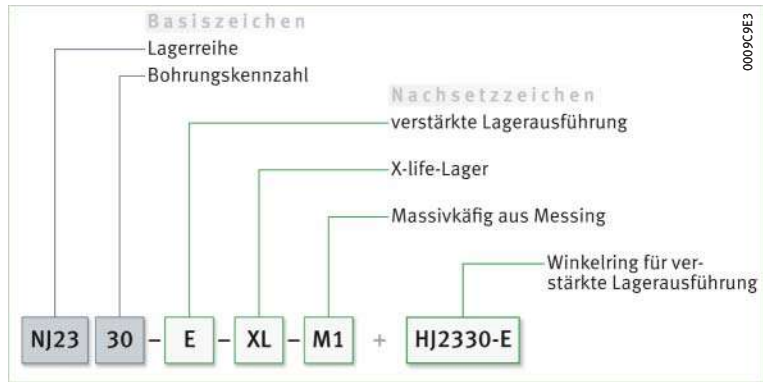 Basiszeichen
Lagerreihe
Bohrungskennzahl
Nachsetzzeichen
verstärkte Lagerausführung
X-life-Lager
Massivkäfig aus Messing
Winkelring für ver-
stärkte Lagerausführung
NJ23 30 – E – XL – M1 + HJ2330-E
0009C9E3